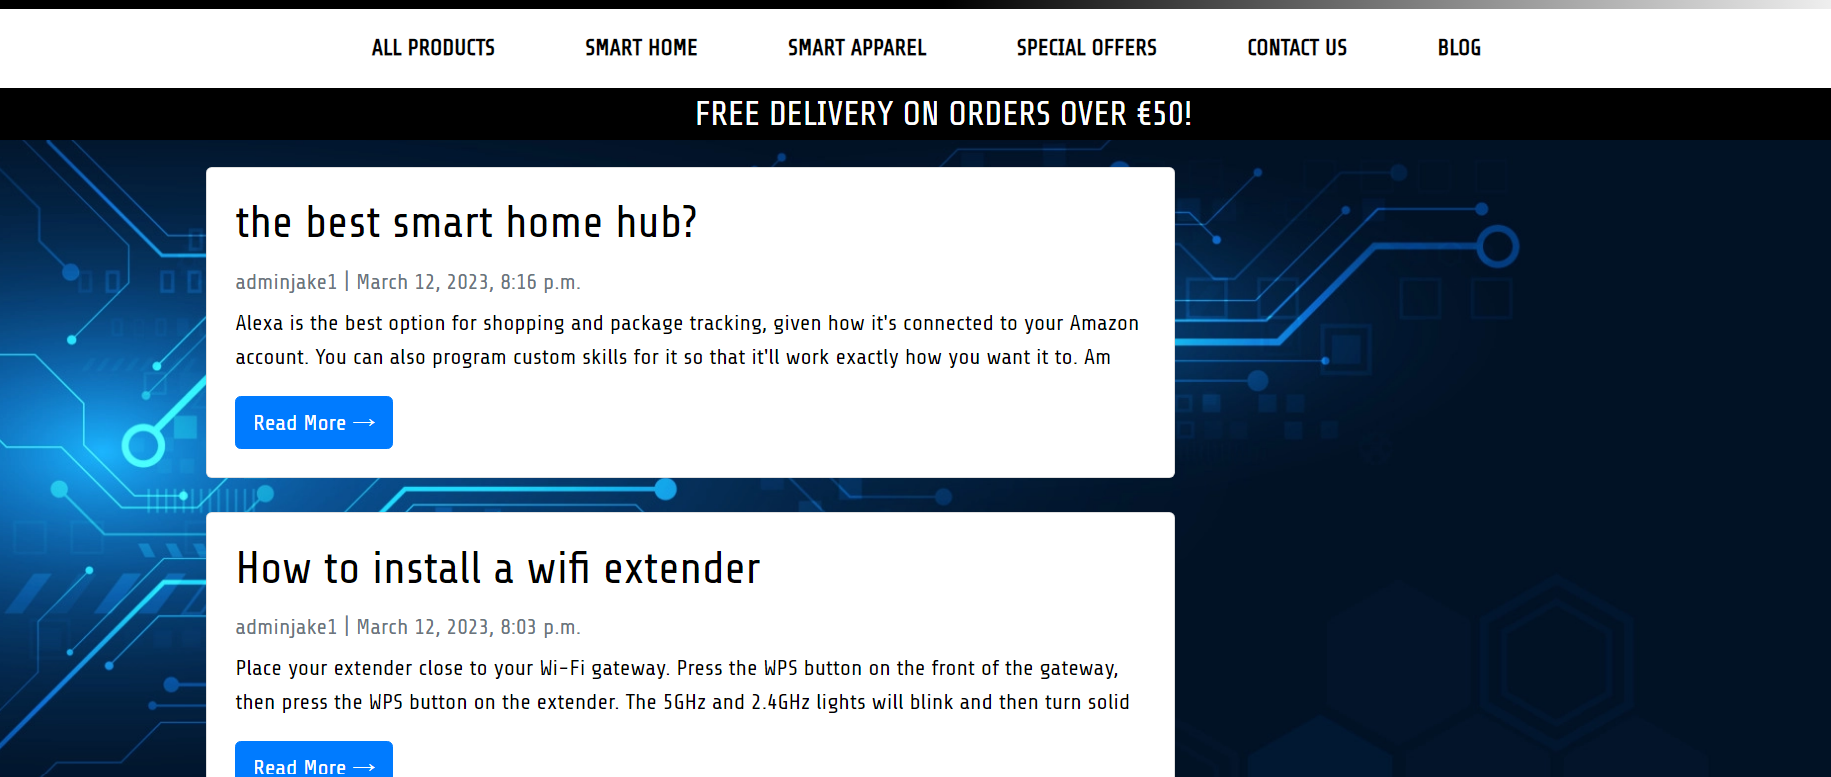 ALL PRODUCTS SMART HOME SMART APPAREL SPECIAL OFFERS CONTACT US BLOG
FREE DELIVERY ON ORDERS OVER €50!
the best smart home hub?
adminjake1 | March 12, 2023, 8:16 p.m.
Alexa is the best option for shopping and package tracking, given how it's connected to your Amazon
account. You can also program custom skills for it so that it'll work exactly how you want it to. Am
Read More →
How to install a wifi extender
adminjake1 | March 12, 2023, 8:03 p.m.
Place your extender close to your Wi-Fi gateway. Press the WPS button on the front of the gateway,
then press the WPS button on the extender. The 5GHz and 2.4GHz lights will blink and then turn solid
Read More →